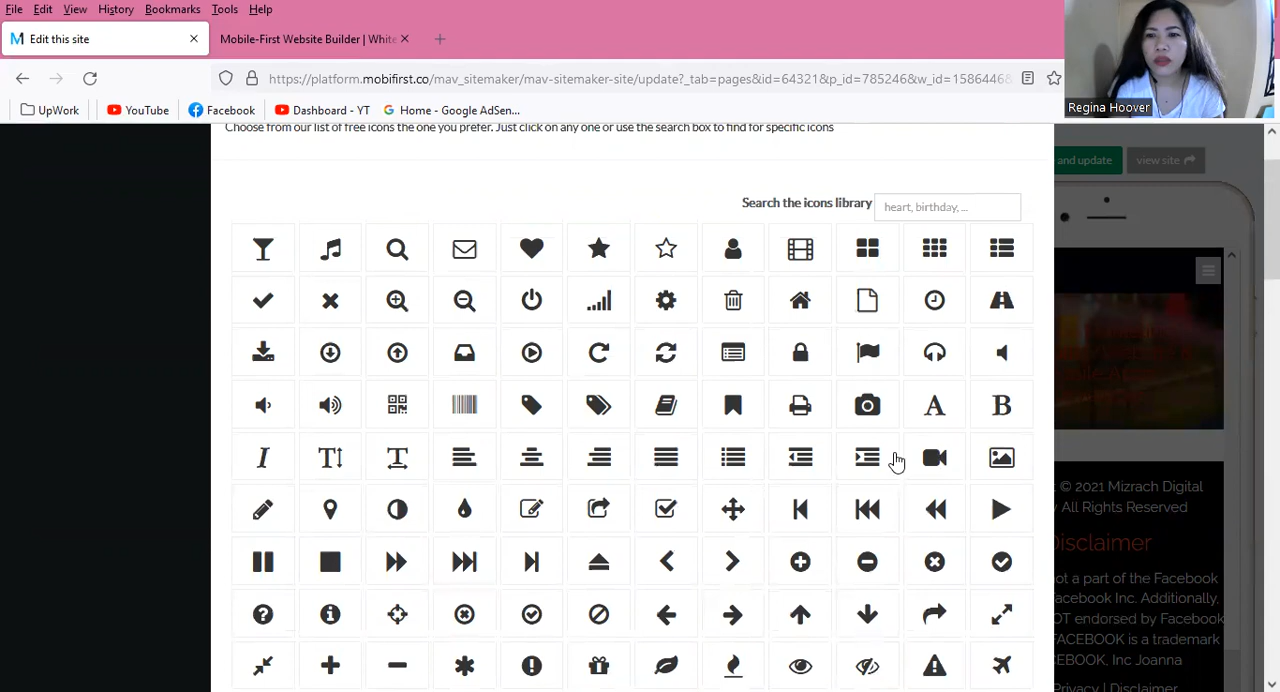 File Edit View History Bookmarks Tools Help
Edit this site
Mobile-First Website Builder | White
https://platform.mobifirst.co/mav_sitemaker/mav-sitemaker-site/update?_tab=pages&id=64321&p_id=785246&w_id=1586446
UpWork YouTube Facebook Dashboard - YT Home - Google AdSen...
Regina Hoover
Choose from our list of free icons the one you prefer. Just click on any one or use the search box to find for specific icons
and update view site
Search the icons library heart, birthday, ...
© 2021 Mizrach Digital
All Rights Reserved
Disclaimer
not a part of the Facebook
Facebook Inc. Additionally,
NOT endorsed by Facebook
FACEBOOK is a trademark
FACEBOOK, Inc Joanna
Privacy | Disclaimer